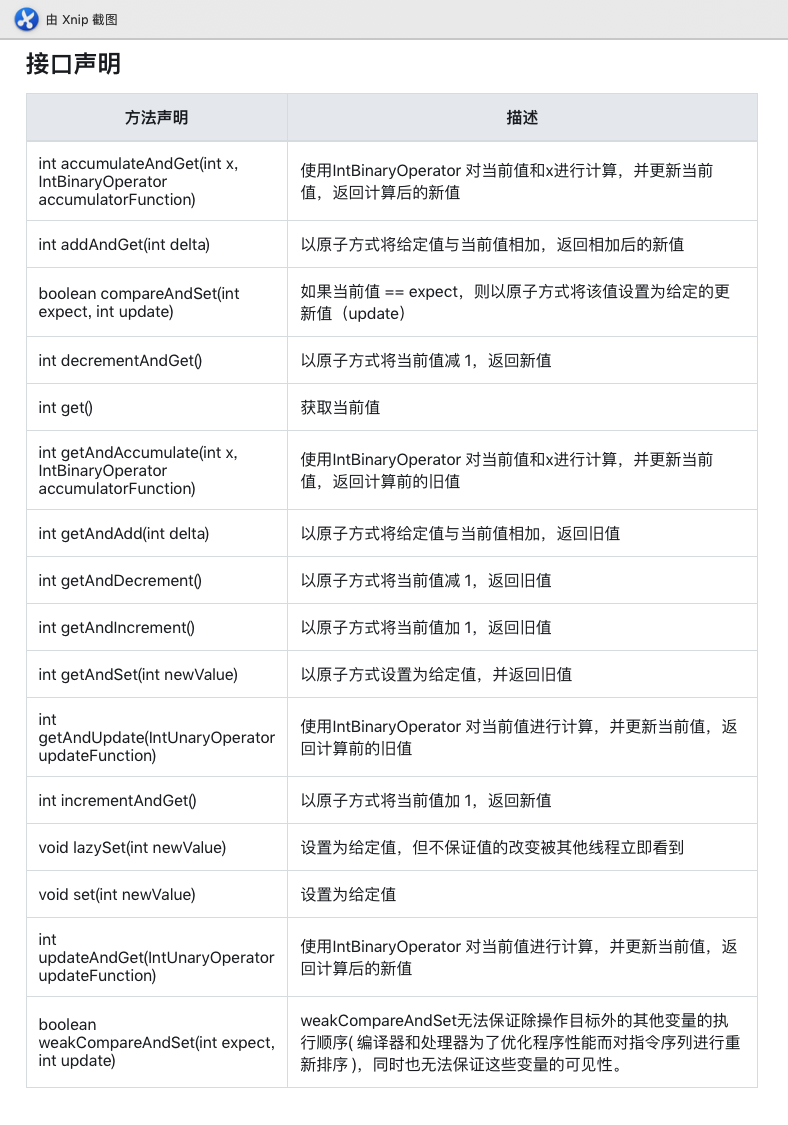 由 Xnip 截图
接口声明
方法声明
描述
int accumulateAndGet(int x,
IntBinaryOperator
accumulatorFunction)
使用IntBinaryOperator 对当前值和x进行计算，并更新当前
值，返回计算后的新值
int addAndGet(int delta)
以原子方式将给定值与当前值相加，返回相加后的新值
boolean compareAndSet(int
expect, int update)
如果当前值 == expect，则以原子方式将该值设置为给定的更
新值（update）
int decrementAndGet()
以原子方式将当前值减 1，返回新值
int get()
获取当前值
int getAndAccumulate(int x,
IntBinaryOperator
accumulatorFunction)
使用IntBinaryOperator 对当前值和x进行计算，并更新当前
值，返回计算前的旧值
int getAndAdd(int delta)
以原子方式将给定值与当前值相加，返回旧值
int getAndDecrement()
以原子方式将当前值减 1，返回旧值
int getAndIncrement()
以原子方式将当前值加 1，返回旧值
int getAndSet(int newValue)
以原子方式设置为给定值，并返回旧值
int
getAndUpdate(IntUnaryOperator
updateFunction)
使用IntBinaryOperator 对当前值进行计算，并更新当前值，返
回计算前的旧值
int incrementAndGet()
以原子方式将当前值加 1，返回新值
void lazySet(int newValue)
设置为给定值，但不保证值的改变被其他线程立即看到
void set(int newValue)
设置为给定值
int
updateAndGet(IntUnaryOperator
updateFunction)
使用IntBinaryOperator 对当前值进行计算，并更新当前值，返
回计算后的新值
boolean
weakCompareAndSet(int expect,
int update)
weakCompareAndSet无法保证除操作目标外的其他变量的执
行顺序( 编译器和处理器为了优化程序性能而对指令序列进行重
新排序 )，同时也无法保证这些变量的可见性。